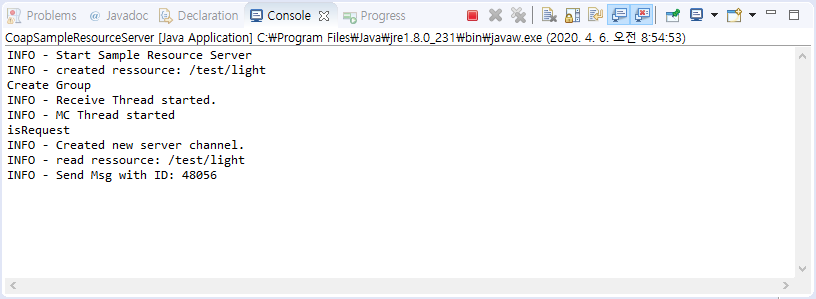 Problems @ Javadoc Declaration Console Progress
CoapSampleResourceServer [Java Application] C:₩Program Files₩Java₩jre1.8.0_231₩bin₩javaw.exe (2020. 4. 6. 오전 8:54:53)
INFO - Start Sample Resource Server
INFO - created ressource: /test/light
Create Group
INFO - Receive Thread started.
INFO - MC Thread started
isRequest
INFO - Created new server channel.
INFO - read ressource: /test/light
INFO - Send Msg with ID: 48056